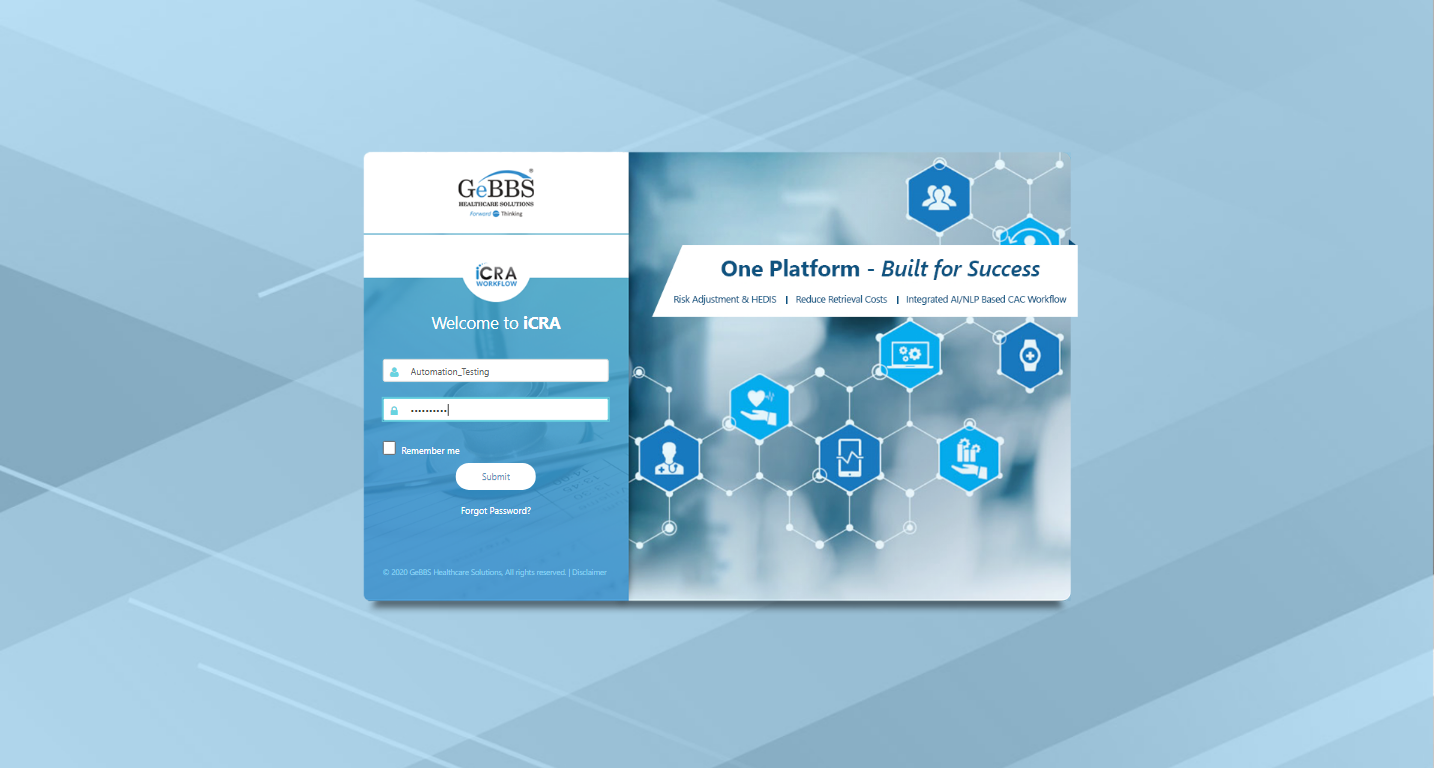 GeBBS®
HEALTHCARE SOLUTIONS
Forward Thinking
iCRA
WORKFLOW
Welcome to iCRA
Automation_Testing
••••••••••
Remember me
Submit
Forgot Password?
© 2020 GeBBS Healthcare Solutions, All rights reserved. | Disclaimer
One Platform - Built for Success
Risk Adjustment & HEDIS | Reduce Retrieval Costs | Integrated AI/NLP Based CAC Workflow